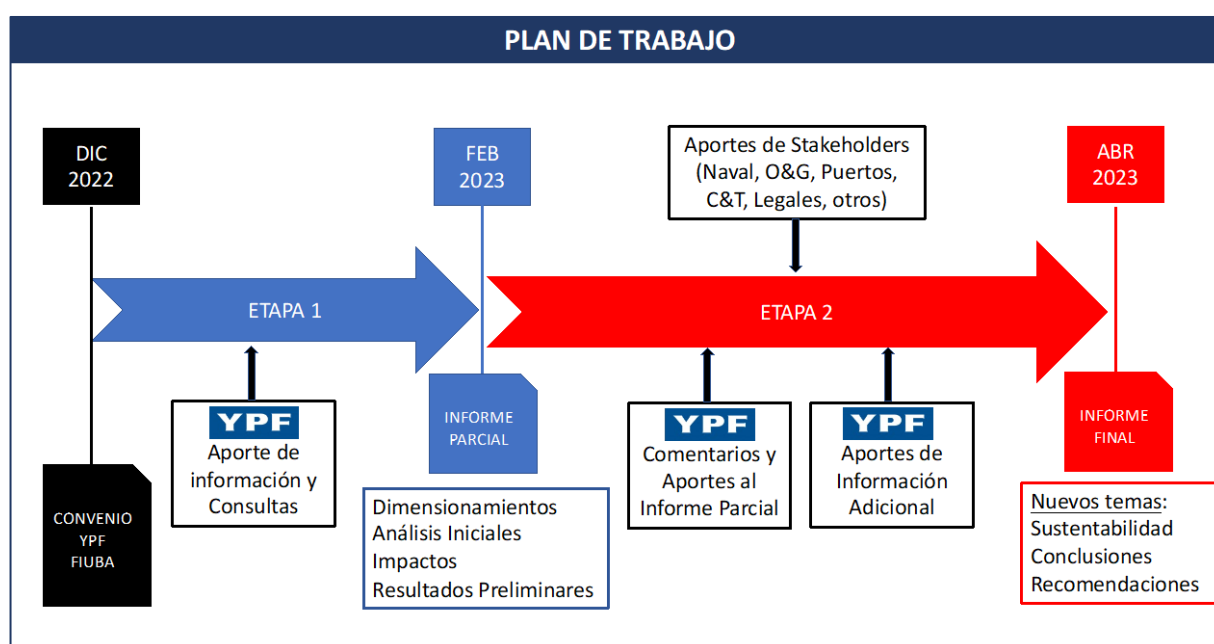 PLAN DE TRABAJO
DIC
2022
FEB
2023
Aportes de Stakeholders
(Naval, O&G, Puertos,
C&T, Legales, otros)
ABR
2023
ETAPA 1
ETAPA 2
YPF
Aporte de
información y
Consultas
INFORME
PARCIAL
YPF
Comentarios y
Aportes al
Informe Parcial
YPF
Aportes de
Información
Adicional
INFORME
FINAL
CONVENIO
YPF
FIUBA
Dimensionamientos
Análisis Iniciales
Impactos
Resultados Preliminares
Nuevos temas:
Sustentabilidad
Conclusiones
Recomendaciones